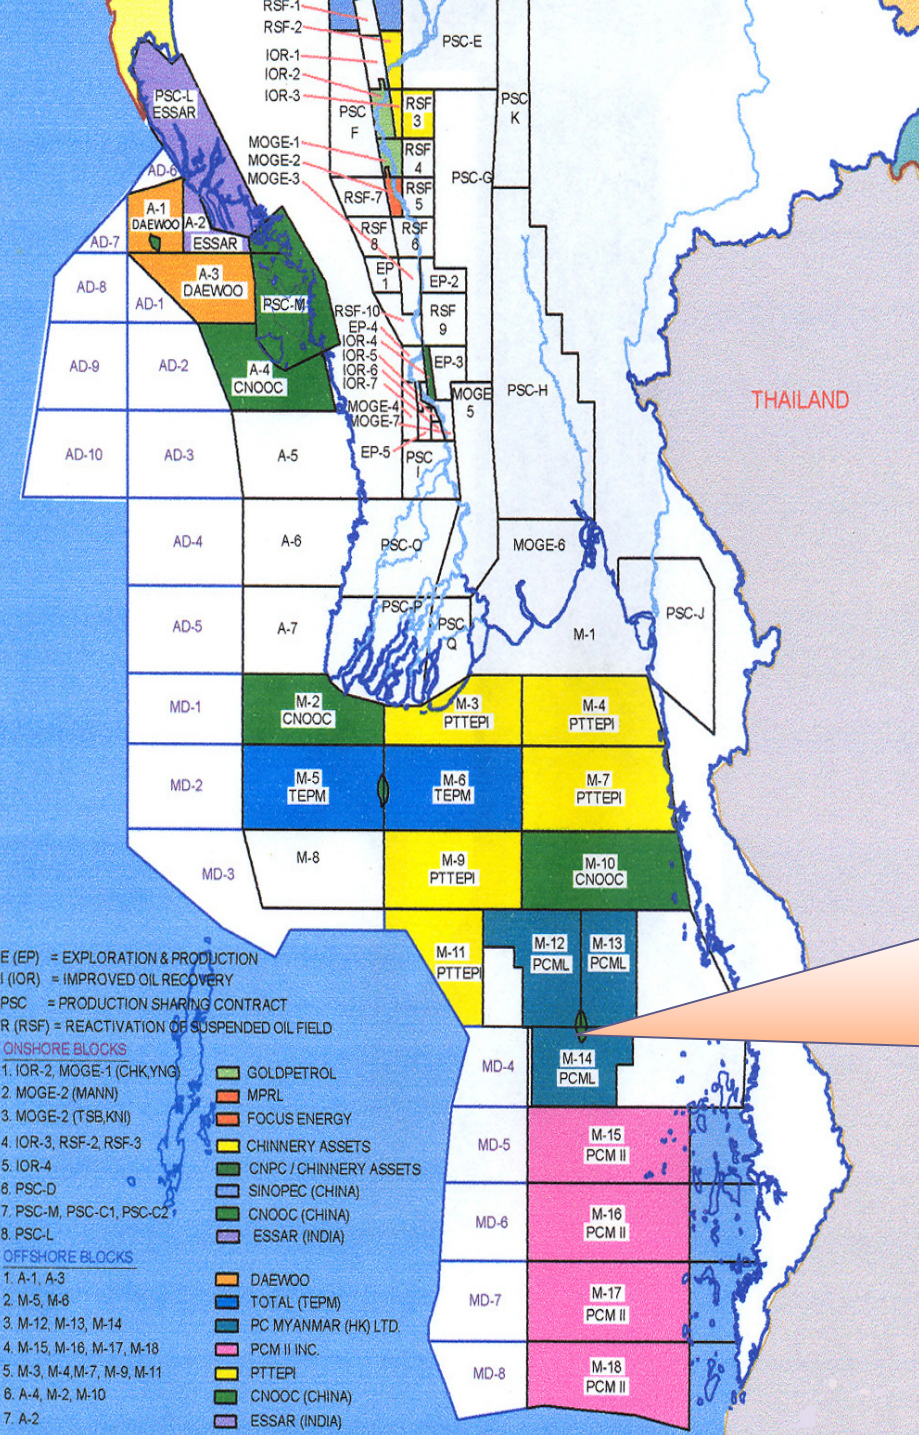 RSF-1
RSF-2
IOR-1
IOR-2
IOR-3
PSC-E
PSC
K
PSC-L
ESSAR
PSC
F
RSF
3
MOGE-1
MOGE-2
MOGE-3
RSF
4
PSC-G
AD-6
RSF-7
RSF
5
A-1
DAEWOO
A-2
ESSAR
AD-7
RSF
8
RSF
6
A-3
DAEWOO
EP
1
EP-2
AD-8
AD-1
PSC-M
RSF-10
EP-4
IOR-4
IOR-5
IOR-6
IOR-7
RSF
9
EP-3
AD-9
AD-2
A-4
CNOOC
MOGE
5
PSC-H
THAILAND
MOGE-4
MOGE-7
EP-5
PSC
I
AD-10
AD-3
A-5
AD-4
A-6
PSC-O
MOGE-6
AD-5
A-7
PSC-P
PSC
Q
M-1
PSC-J
MD-1
M-2
CNOOC
M-3
PTTEPI
M-4
PTTEPI
MD-2
M-5
TEPM
M-6
TEPM
M-7
PTTEPI
MD-3
M-8
M-9
PTTEPI
M-10
CNOOC
M-11
PTTEPI
M-12
PCML
M-13
PCML
MD-4
M-14
PCML
MD-5
M-15
PCM II
MD-6
M-16
PCM II
MD-7
M-17
PCM II
MD-8
M-18
PCM II
E (EP) = EXPLORATION & PRODUCTION
I (IOR) = IMPROVED OIL RECOVERY
PSC = PRODUCTION SHARING CONTRACT
R (RSF) = REACTIVATION OF SUSPENDED OIL FIELD
ONSHORE BLOCKS
1. IOR-2, MOGE-1 (CHK,YNG) GOLDPETROL
2. MOGE-2 (MANN) MPRL
3. MOGE-2 (TSB,KNI) FOCUS ENERGY
4. IOR-3, RSF-2, RSF-3 CHINNERY ASSETS
5. IOR-4 CNPC / CHINNERY ASSETS
6. PSC-D SINOPEC (CHINA)
7. PSC-M, PSC-C1, PSC-C2 CNOOC (CHINA)
8. PSC-L ESSAR (INDIA)
OFFSHORE BLOCKS
1. A-1, A-3 DAEWOO
2. M-5, M-6 TOTAL (TEPM)
3. M-12, M-13, M-14 PC MYANMAR (HK) LTD.
4. M-15, M-16, M-17, M-18 PCM II INC.
5. M-3, M-4,M-7, M-9, M-11 PTTEPI
6. A-4, M-2, M-10 CNOOC (CHINA)
7. A-2 ESSAR (INDIA)